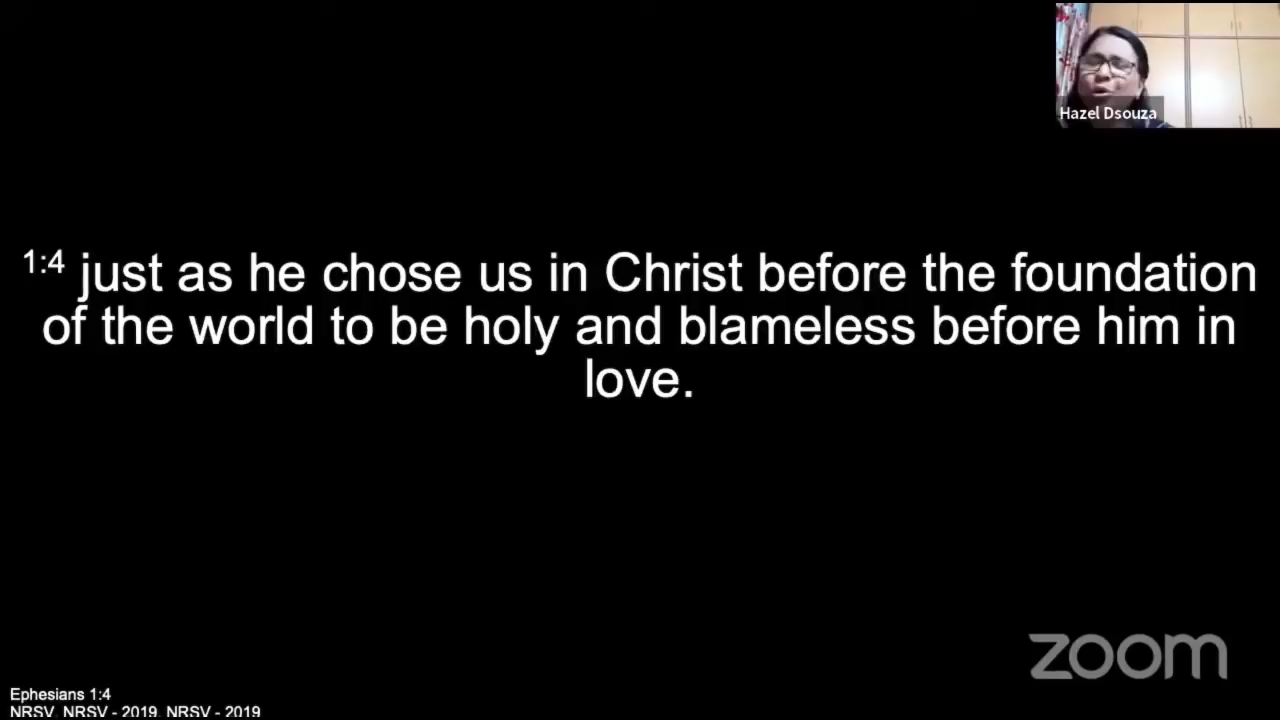 Hazel Dsouza
1:4 just as he chose us in Christ before the foundation
of the world to be holy and blameless before him in
love.
zoom
Ephesians 1:4
NRSV, NRSV - 2019, NRSV - 2019